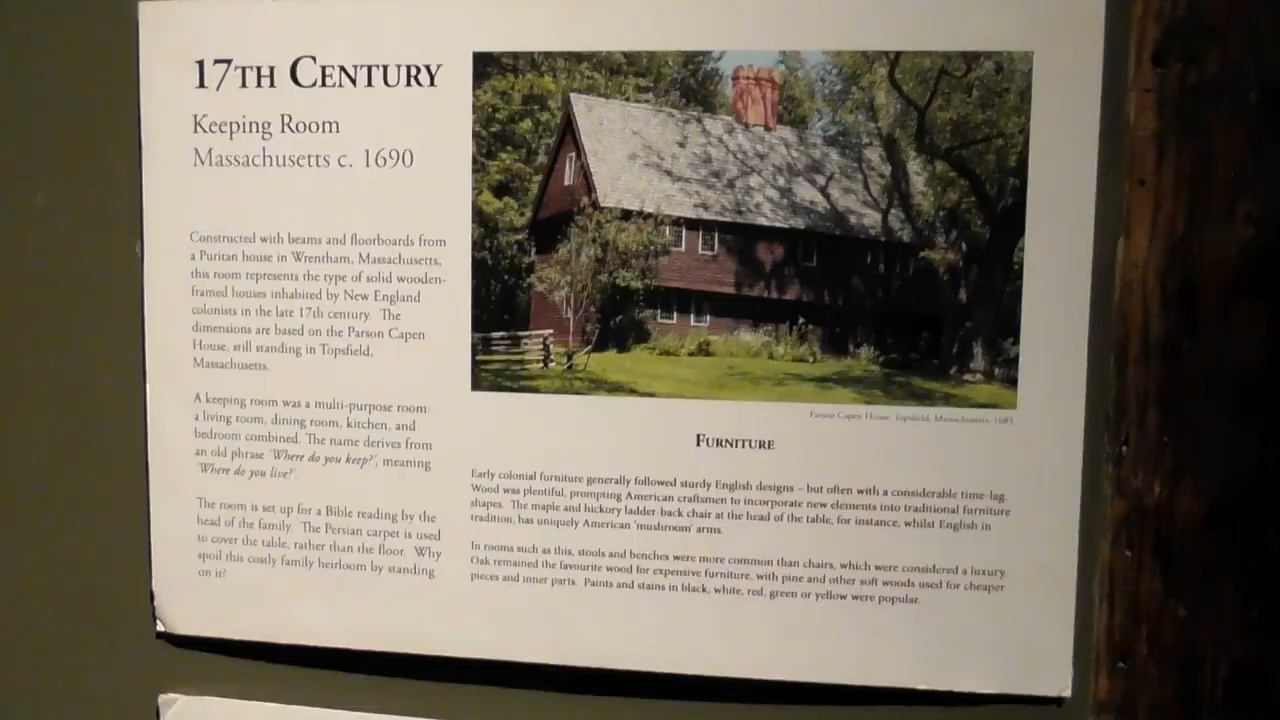 17TH CENTURY
Keeping Room
Massachusetts c. 1690
Constructed with beams and floorboards from
a Puritan house in Wrentham, Massachusetts,
this room represents the type of solid wooden-
framed houses inhabited by New England
colonists in the late 17th century. The
dimensions are based on the Parson Capen
House, still standing in Topsfield,
Massachusetts.
A keeping room was a multi-purpose room:
a living room, dining room, kitchen, and
bedroom combined. The name derives from
an old phrase 'Where do you keep?', meaning
'Where do you live?'.
The room is set up for a Bible reading by the
head of the family. The Persian carpet is used
to cover the table, rather than the floor. Why
spoil this costly family heirloom by standing
on it?
Parson Capen House, Topsfield, Massachusetts, 1683
FURNITURE
Early colonial furniture generally followed sturdy English designs – but often with a considerable time-lag.
Wood was plentiful, prompting American craftsmen to incorporate new elements into traditional furniture
shapes. The maple and hickory ladder-back chair at the head of the table, for instance, whilst English in
tradition, has uniquely American 'mushroom' arms.
In rooms such as this, stools and benches were more common than chairs, which were considered a luxury.
Oak remained the favourite wood for expensive furniture, with pine and other soft woods used for cheaper
pieces and inner parts. Paints and stains in black, white, red, green or yellow were popular.